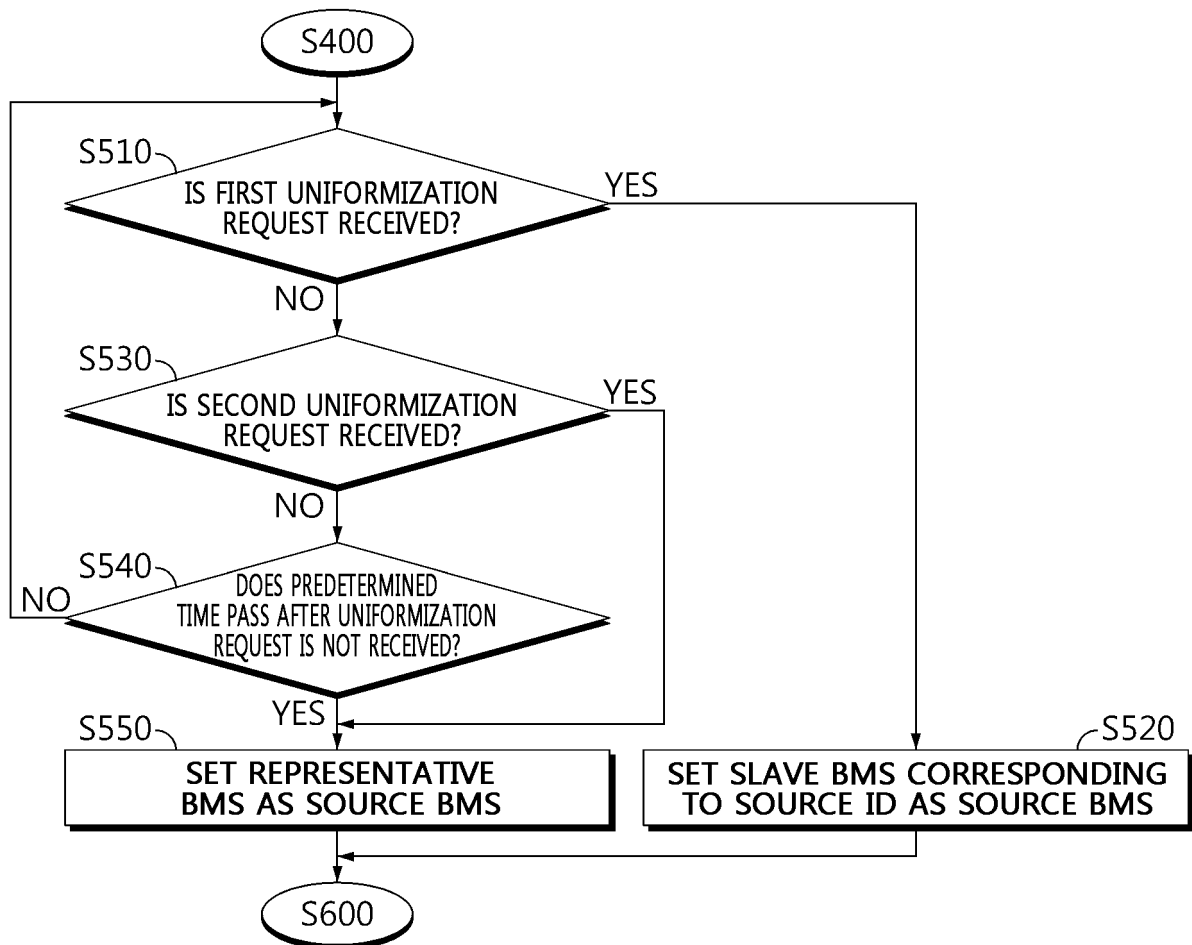 S400
S510
IS FIRST UNIFORMIZATION
REQUEST RECEIVED?
YES
NO
S530
IS SECOND UNIFORMIZATION
REQUEST RECEIVED?
YES
NO
S540
DOES PREDETERMINED
TIME PASS AFTER UNIFORMIZATION
REQUEST IS NOT RECEIVED?
NO
YES
S550
SET REPRESENTATIVE
BMS AS SOURCE BMS
S520
SET SLAVE BMS CORRESPONDING
TO SOURCE ID AS SOURCE BMS
S600